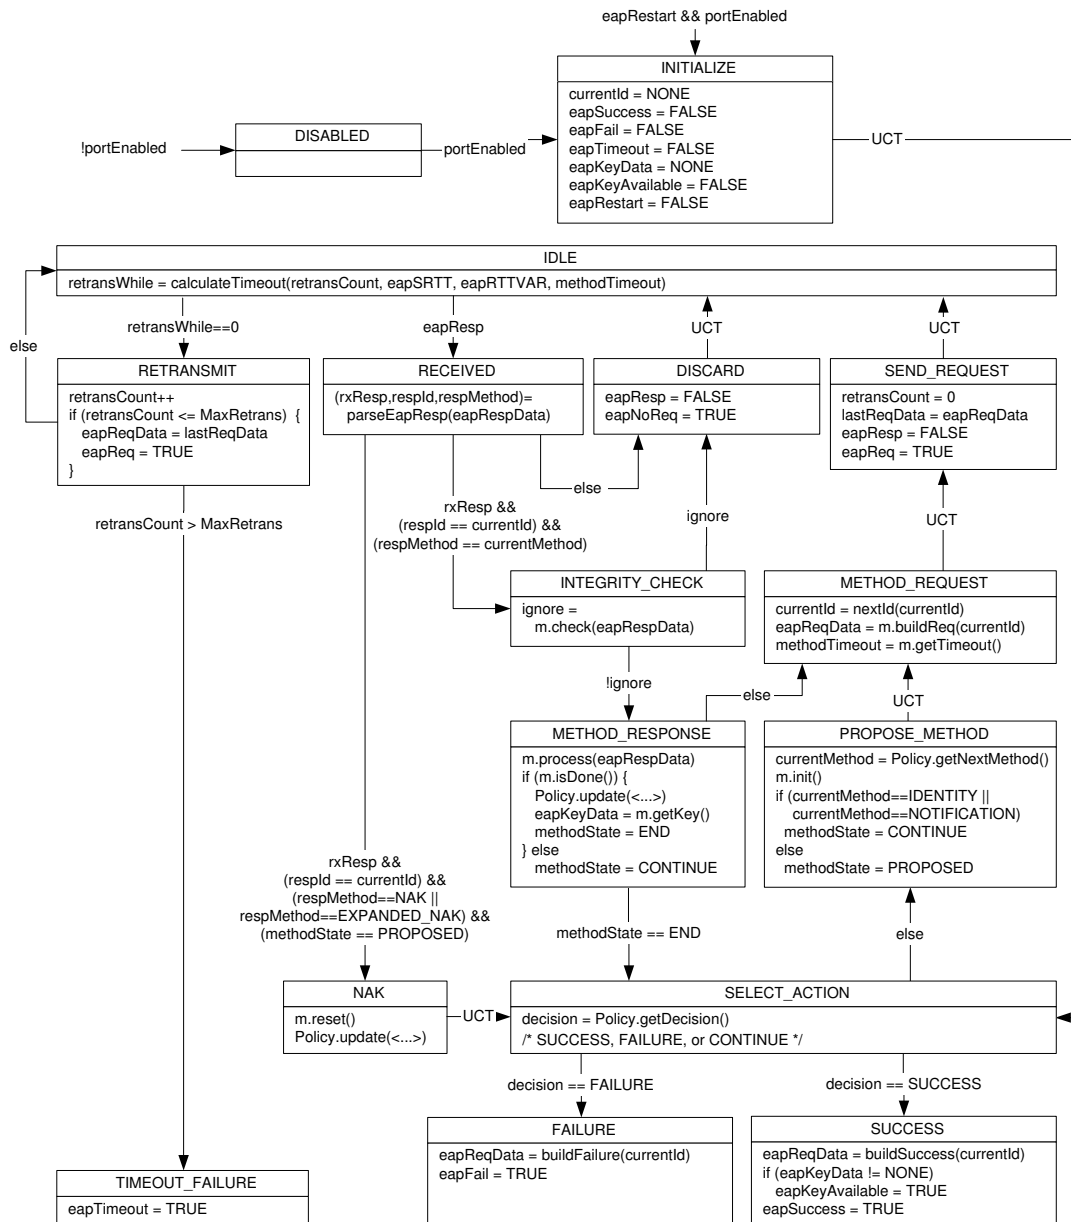 eapRestart && portEnabled
INITIALIZE
currentId = NONE
eapSuccess = FALSE
eapFail = FALSE
eapTimeout = FALSE
eapKeyData = NONE
eapKeyAvailable = FALSE
eapRestart = FALSE
!portEnabled
DISABLED
portEnabled
UCT
IDLE
retransWhile = calculateTimeout(retransCount, eapSRTT, eapRTTVAR, methodTimeout)
else
retransWhile==0
eapResp
UCT
UCT
RETRANSMIT
retransCount++
if (retransCount <= MaxRetrans) {
eapReqData = lastReqData
eapReq = TRUE
}
RECEIVED
(rxResp,respId,respMethod)=
parseEapResp(eapRespData)
DISCARD
eapResp = FALSE
eapNoReq = TRUE
SEND_REQUEST
retransCount = 0
lastReqData = eapReqData
eapResp = FALSE
eapReq = TRUE
else
retransCount > MaxRetrans
rxResp &&
(respId == currentId) &&
(respMethod == currentMethod)
ignore
UCT
INTEGRITY_CHECK
ignore =
m.check(eapRespData)
METHOD_REQUEST
currentId = nextId(currentId)
eapReqData = m.buildReq(currentId)
methodTimeout = m.getTimeout()
!ignore
else
UCT
METHOD_RESPONSE
m.process(eapRespData)
if (m.isDone()) {
Policy.update(<...>)
eapKeyData = m.getKey()
methodState = END
} else
methodState = CONTINUE
PROPOSE_METHOD
currentMethod = Policy.getNextMethod()
m.init()
if (currentMethod==IDENTITY ||
currentMethod==NOTIFICATION)
methodState = CONTINUE
else
methodState = PROPOSED
rxResp &&
(respId == currentId) &&
(respMethod==NAK ||
respMethod==EXPANDED_NAK) &&
(methodState == PROPOSED)
methodState == END
else
NAK
m.reset()
Policy.update(<...>)
UCT
SELECT_ACTION
decision = Policy.getDecision()
/* SUCCESS, FAILURE, or CONTINUE */
decision == FAILURE
decision == SUCCESS
FAILURE
eapReqData = buildFailure(currentId)
eapFail = TRUE
SUCCESS
eapReqData = buildSuccess(currentId)
if (eapKeyData != NONE)
eapKeyAvailable = TRUE
eapSuccess = TRUE
TIMEOUT_FAILURE
eapTimeout = TRUE